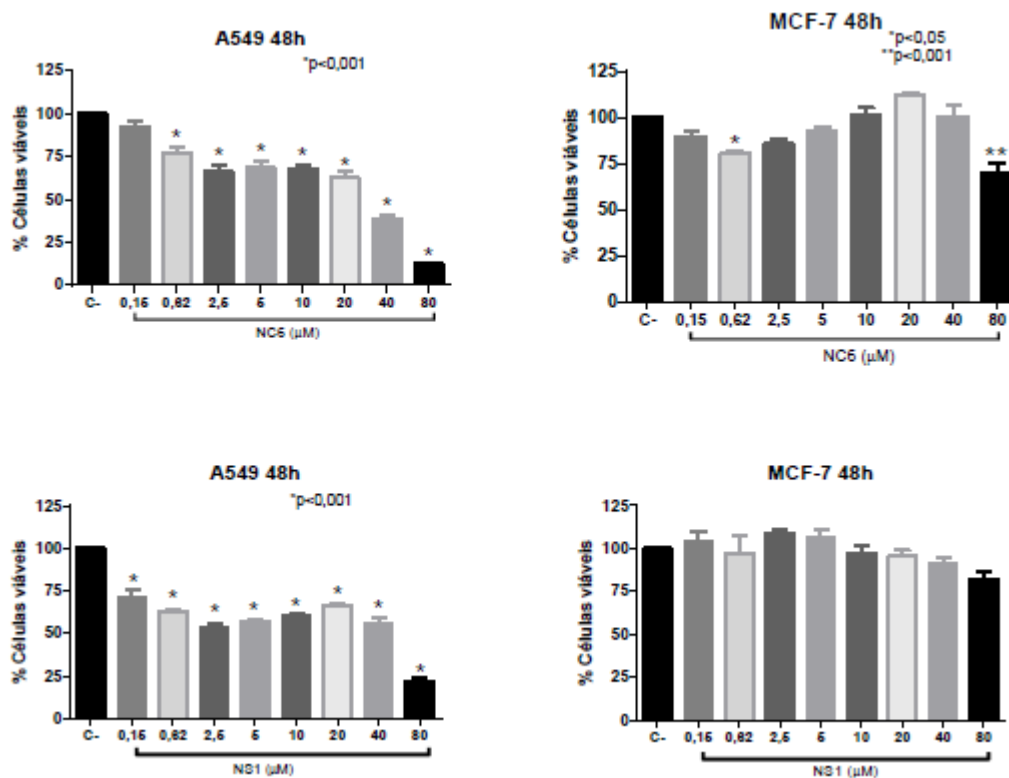 A549 48h
*p<0,001
% Células viáveis
125
100
75
50
25
0
* * * * * * *
C- 0,15 0,62 2,5 5 10 20 40 80
NC6 (µM)
MCF-7 48h
*p<0,05
**p<0,001
% Células viáveis
125
100
75
50
25
0
* **
C- 0,15 0,62 2,5 5 10 20 40 80
NC6 (µM)
A549 48h
*p<0,001
% Células viáveis
125
100
75
50
25
0
* * * * * * * *
C- 0,15 0,62 2,5 5 10 20 40 80
NS1 (µM)
MCF-7 48h
% Células viáveis
125
100
75
50
25
0
C- 0,15 0,62 2,5 5 10 20 40 80
NS1 (µM)